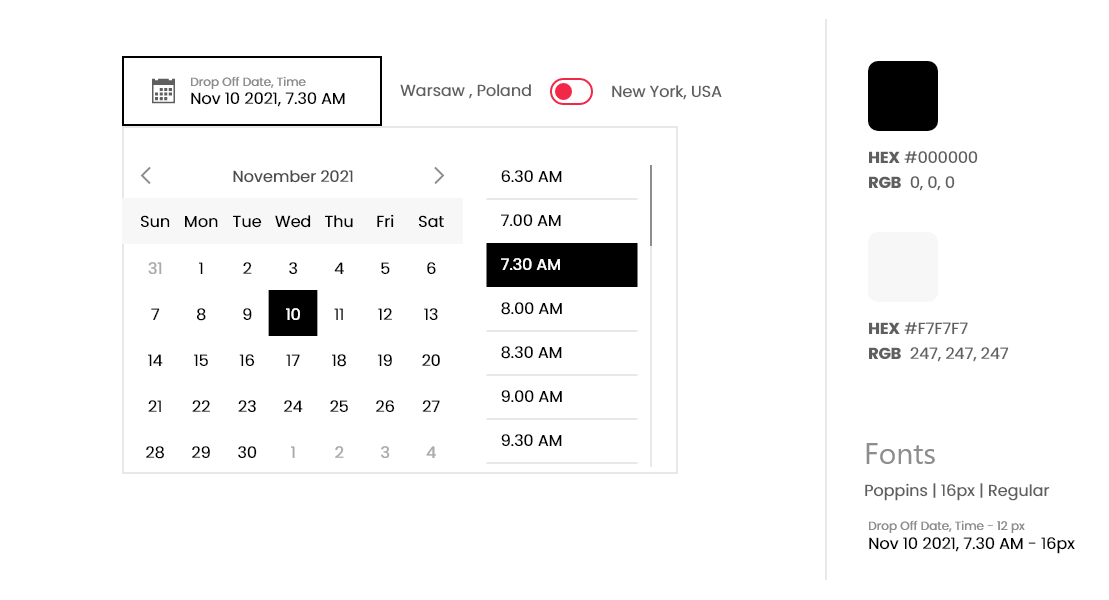 Drop Off Date, Time
Nov 10 2021, 7.30 AM
Warsaw , Poland
New York, USA
November 2021
Sun Mon Tue Wed Thu Fri Sat
31 1 2 3 4 5 6
7 8 9 10 11 12 13
14 15 16 17 18 19 20
21 22 23 24 25 26 27
28 29 30 1 2 3 4
6.30 AM
7.00 AM
7.30 AM
8.00 AM
8.30 AM
9.00 AM
9.30 AM
HEX #000000
RGB 0, 0, 0
HEX #F7F7F7
RGB 247, 247, 247
Fonts
Poppins | 16px | Regular
Drop Off Date, Time - 12 px
Nov 10 2021, 7.30 AM - 16px